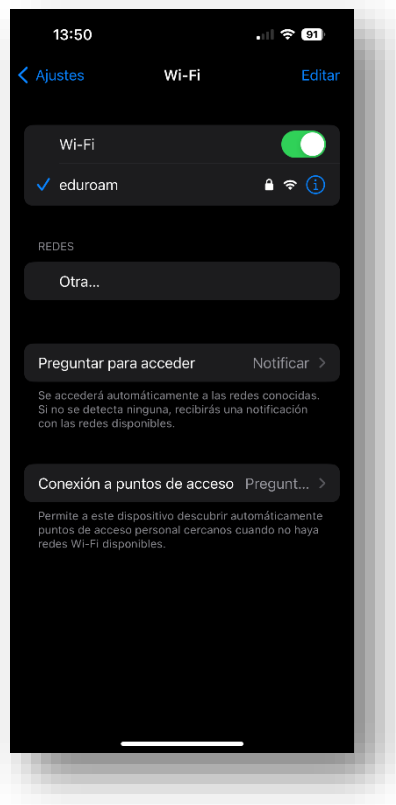 13:50
91
Ajustes
Wi-Fi
Editar
Wi-Fi
eduroam
REDES
Otra...
Preguntar para acceder
Notificar
Se accederá automáticamente a las redes conocidas.
Si no se detecta ninguna, recibirás una notificación
con las redes disponibles.
Conexión a puntos de acceso
Pregunt...
Permite a este dispositivo descubrir automáticamente
puntos de acceso personal cercanos cuando no haya
redes Wi-Fi disponibles.